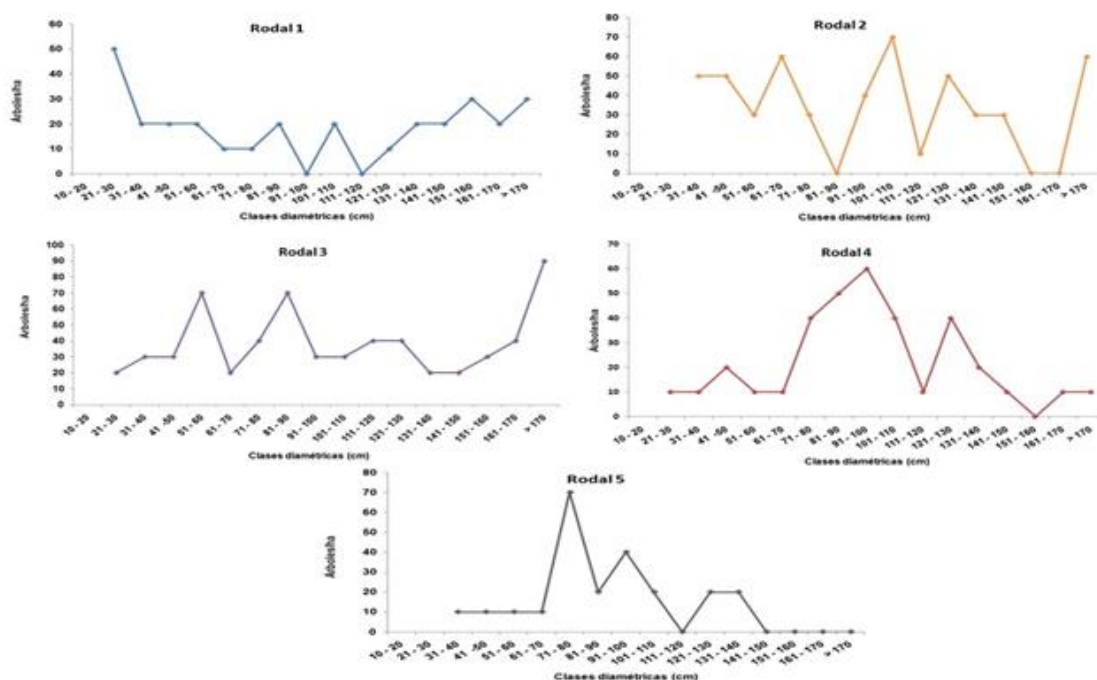 Rodal 1
60
50
40
30
20
10
0
Árboles/ha
10 - 20
21 - 30
31 - 40
41 -50
51 - 60
61 - 70
71 - 80
81 - 90
91 - 100
101 - 110
111 - 120
121 - 130
131 - 140
141 - 150
151 - 160
161 - 170
> 170
Clases diamétricas (cm)
Rodal 2
80
70
60
50
40
30
20
10
0
Árboles/ha
10 - 20
21 - 30
31 - 40
41 -50
51 - 60
61 - 70
71 - 80
81 - 90
91 - 100
101 - 110
111 - 120
121 - 130
131 - 140
141 - 150
151 - 160
161 - 170
> 170
Clases diamétricas (cm)
Rodal 3
100
90
80
70
60
50
40
30
20
10
0
Árboles/ha
10 - 20
21 - 30
31 - 40
41 -50
51 - 60
61 - 70
71 - 80
81 - 90
91 - 100
101 - 110
111 - 120
121 - 130
131 - 140
141 - 150
151 - 160
161 - 170
> 170
Clases diamétricas (cm)
Rodal 4
70
60
50
40
30
20
10
0
Árboles/ha
10 - 20
21 - 30
31 - 40
41 -50
51 - 60
61 - 70
71 - 80
81 - 90
91 - 100
101 - 110
111 - 120
121 - 130
131 - 140
141 - 150
151 - 160
161 - 170
> 170
Clases diamétricas (cm)
Rodal 5
80
70
60
50
40
30
20
10
0
Árboles/ha
10 - 20
21 - 30
31 - 40
41 -50
51 - 60
61 - 70
71 - 80
81 - 90
91 - 100
101 - 110
111 - 120
121 - 130
131 - 140
141 - 150
151 - 160
161 - 170
> 170
Clases diamétricas (cm)